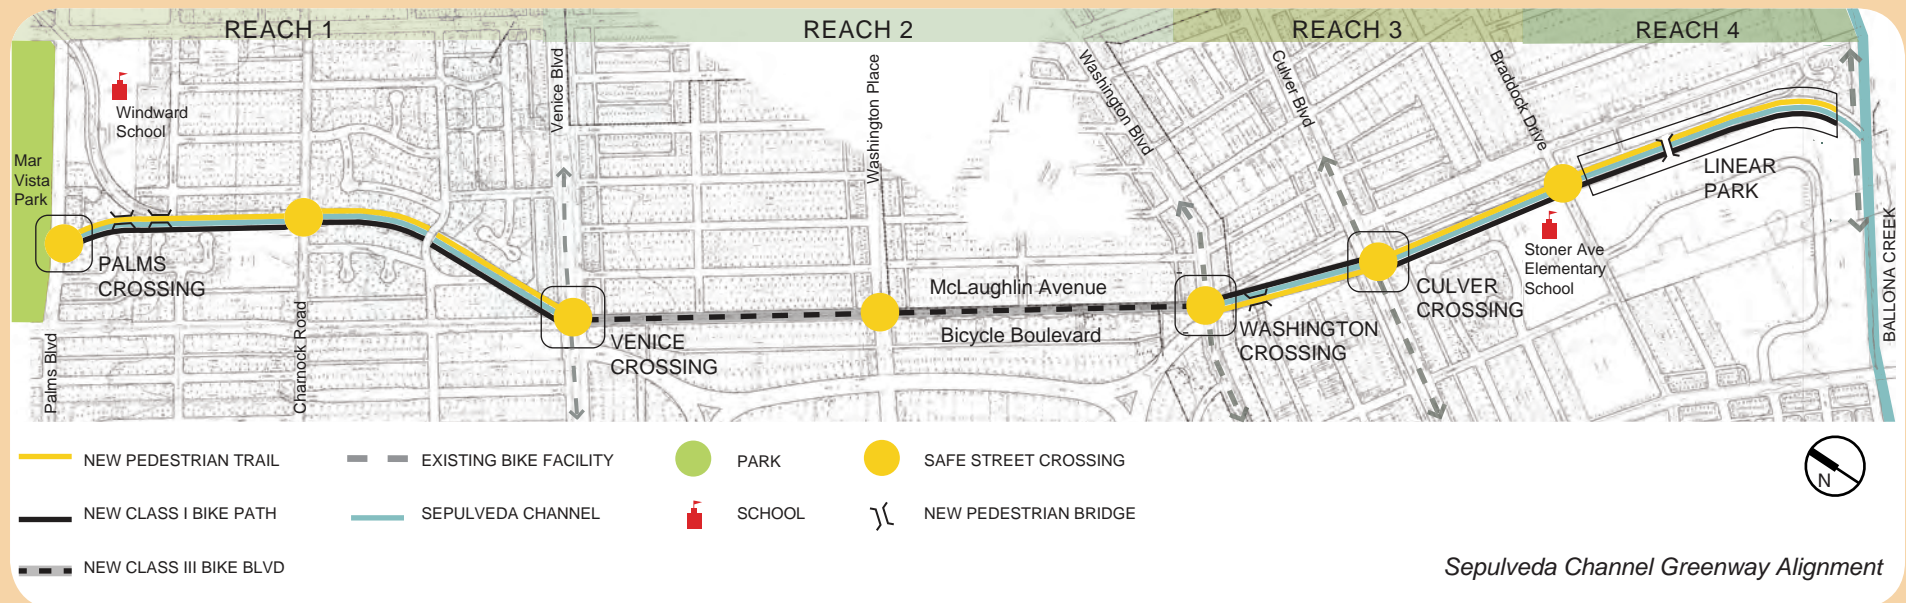 REACH 1
REACH 2
REACH 3
REACH 4
Windward
School
Mar
Vista
Park
PALMS
CROSSING
Palms Blvd
Charnock Road
Venice Blvd
VENICE
CROSSING
Washington Place
McLaughlin Avenue
Bicycle Boulevard
Washington Blvd
WASHINGTON
CROSSING
Culver Blvd
CULVER
CROSSING
Braddock Drive
Stoner Ave
Elementary
School
LINEAR
PARK
BALLONA CREEK
NEW PEDESTRIAN TRAIL
EXISTING BIKE FACILITY
PARK
SAFE STREET CROSSING
NEW CLASS I BIKE PATH
SEPULVEDA CHANNEL
SCHOOL
NEW PEDESTRIAN BRIDGE
NEW CLASS III BIKE BLVD
N
Sepulveda Channel Greenway Alignment